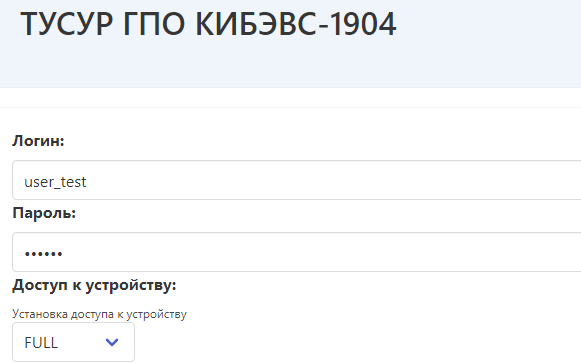 ТУСУР ГПО КИБЭВС-1904
Логин:
user_test
Пароль:
••••••
Доступ к устройству:
Установка доступа к устройству
FULL